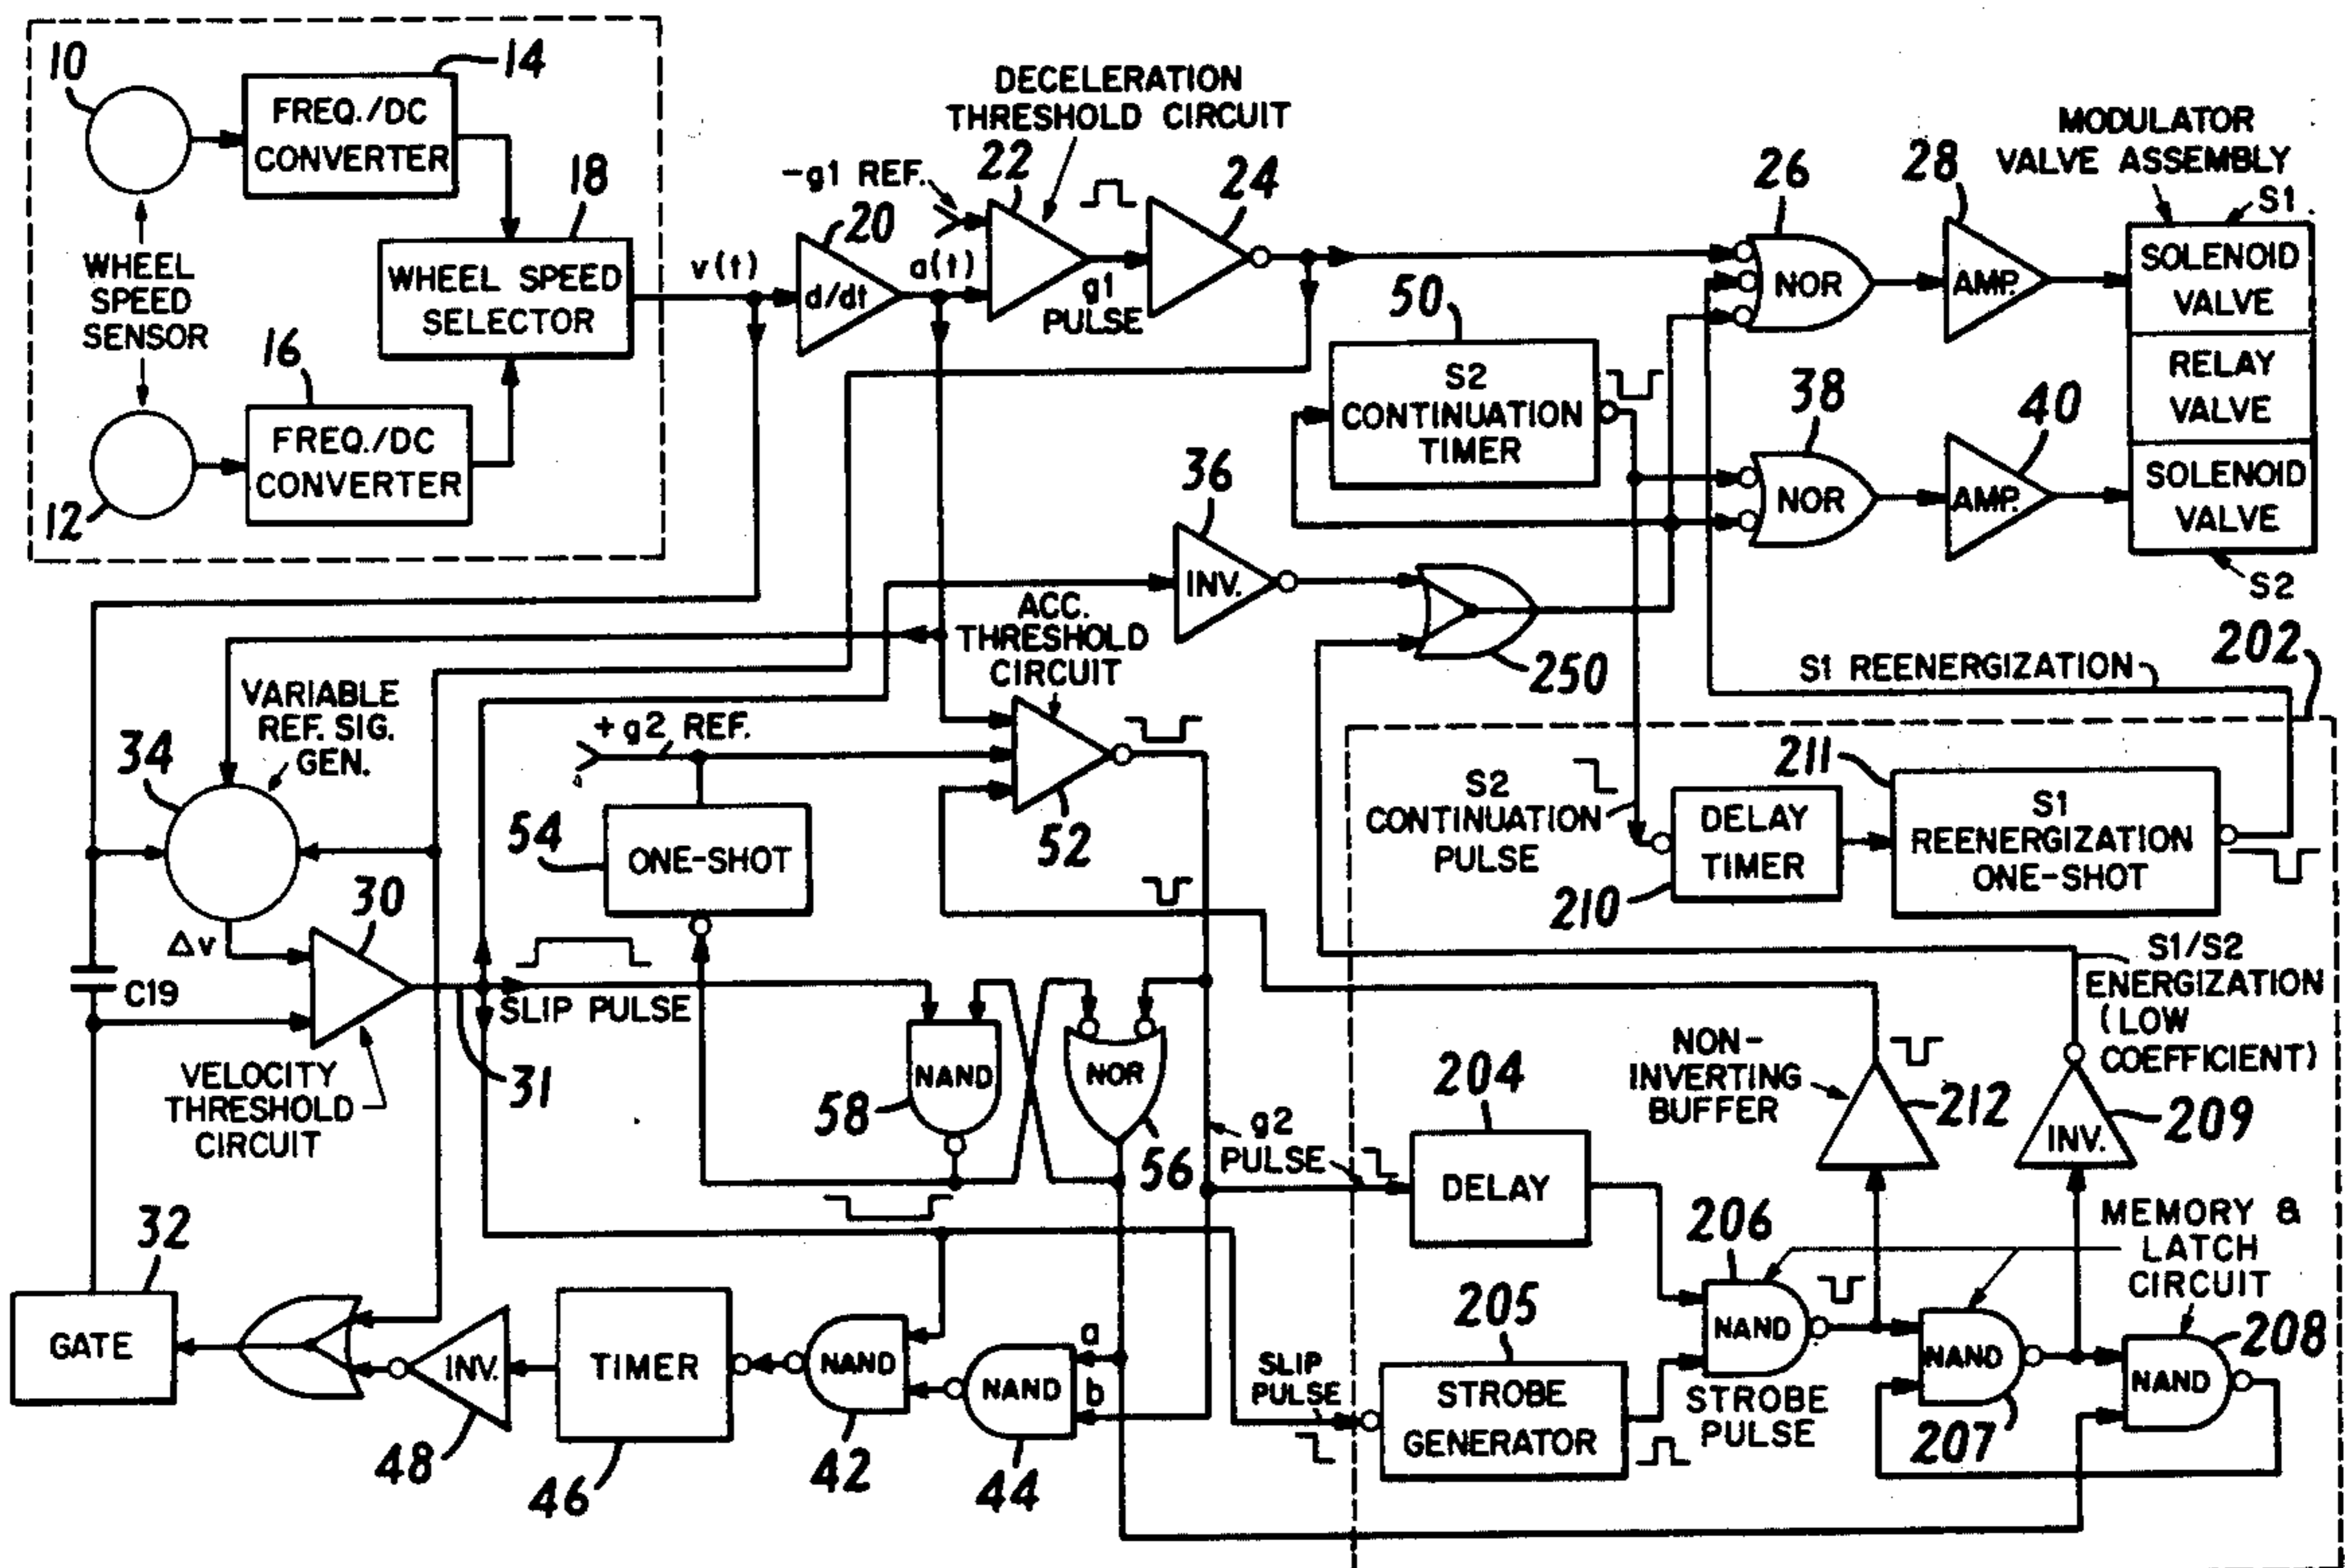 10
14
FREQ./DC
CONVERTER
WHEEL
SPEED
SENSOR
18
WHEEL SPEED
SELECTOR
16
FREQ./DC
CONVERTER
12
v(t)
20
d/dt
a(t)
DECELERATION
THRESHOLD CIRCUIT
-g1 REF.
22
g1
PULSE
24
26
NOR
28
AMP.
MODULATOR
VALVE ASSEMBLY
S1
SOLENOID
VALVE
RELAY
VALVE
SOLENOID
VALVE
S2
50
S2
CONTINUATION
TIMER
38
NOR
40
AMP.
36
INV.
250
S1 REENERGIZATION
202
ACC.
THRESHOLD
CIRCUIT
VARIABLE
REF. SIG.
GEN.
34
+g2 REF.
54
ONE-SHOT
52
S2
CONTINUATION
PULSE
DELAY
TIMER
210
211
S1
REENERGIZATION
ONE-SHOT
Δv
30
C19
SLIP PULSE
31
VELOCITY
THRESHOLD
CIRCUIT
NAND
58
NOR
56
g2
PULSE
204
DELAY
NON-
INVERTING
BUFFER
212
S1/S2
ENERGIZATION
(LOW
COEFFICIENT)
INV.
209
MEMORY &
LATCH
CIRCUIT
32
GATE
INV.
48
TIMER
46
NAND
42
NAND
44
a
b
SLIP
PULSE
205
STROBE
GENERATOR
206
NAND
STROBE
PULSE
NAND
207
NAND
208